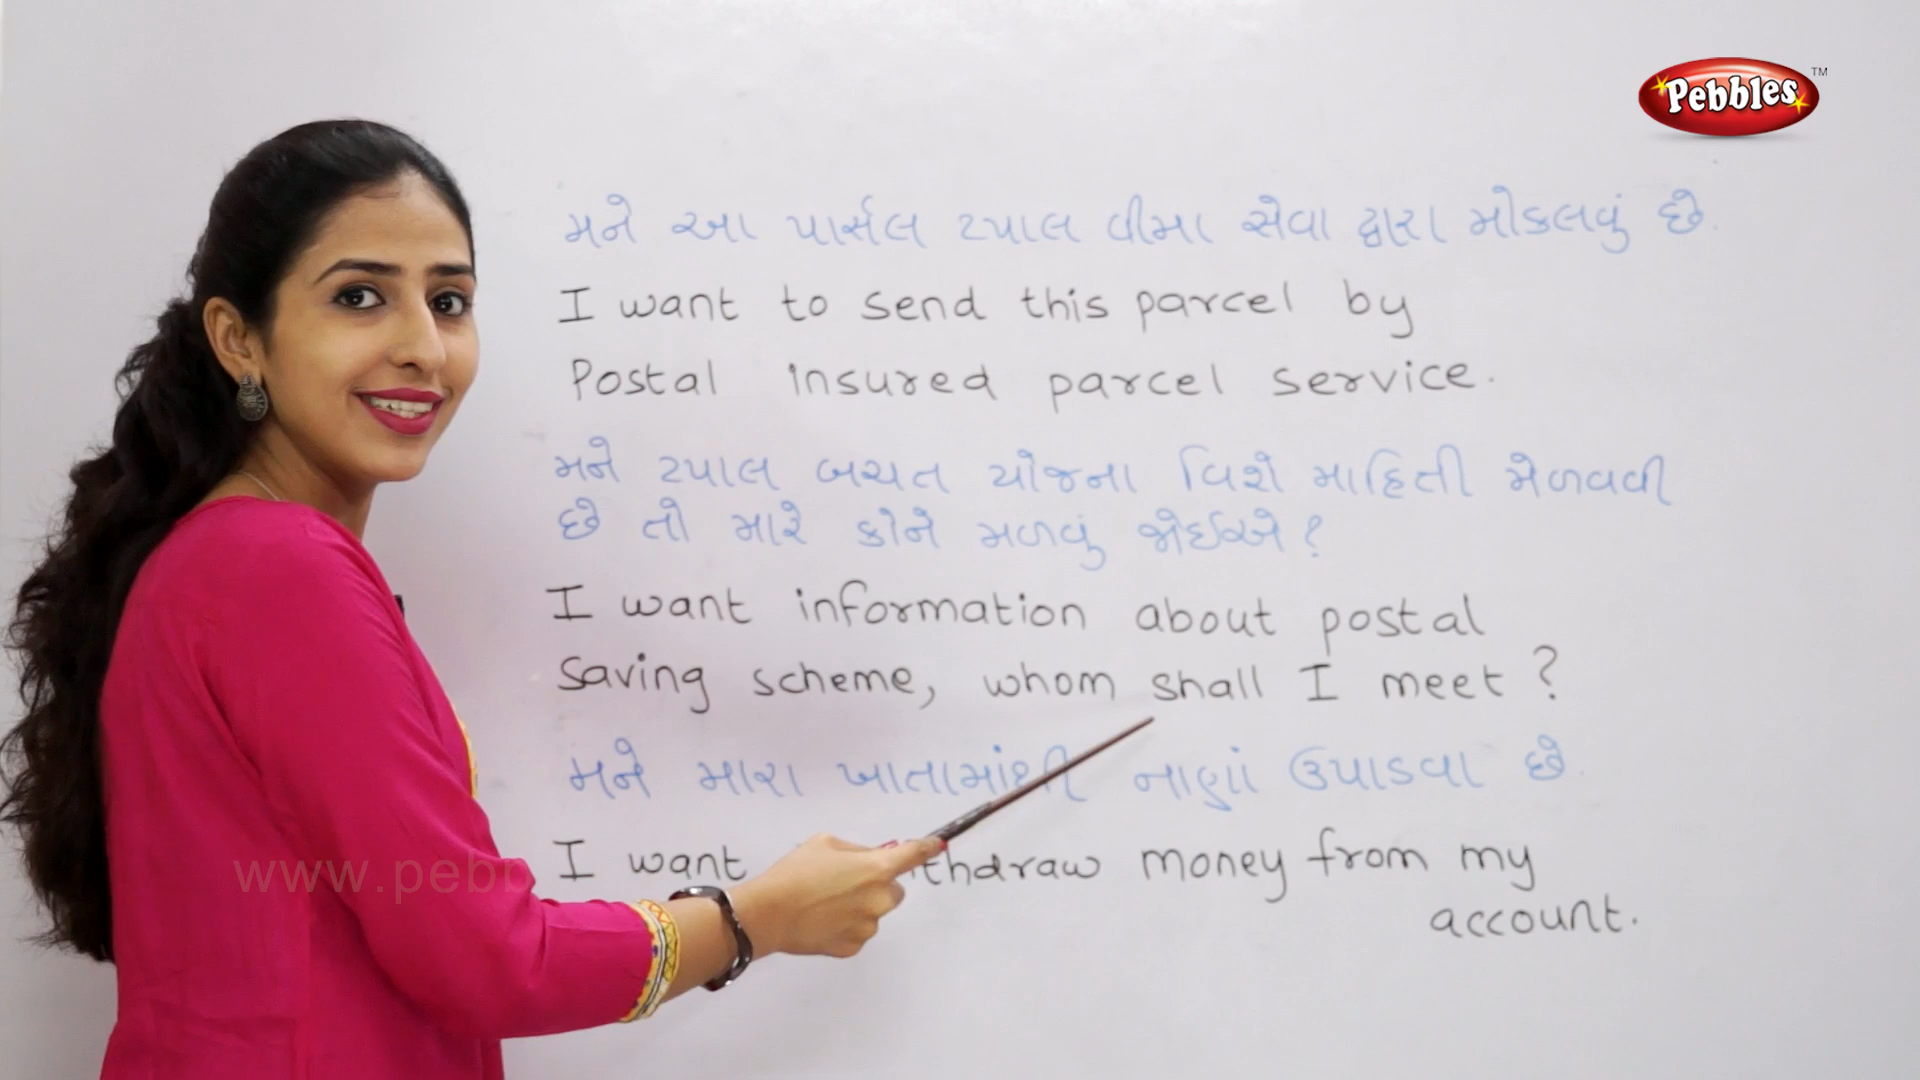 Pebbles TM
મને આ પાર્સલ ટપાલ વીમા સેવા દ્વારા મોકલવું છે.
I want to send this parcel by
Postal insured parcel service.
મને ટપાલ બચત યોજના વિશે માહિતી મેળવવી
છે તો મારે કોને મળવું જોઈએ?
I want information about postal
saving scheme, whom shall I meet?
મને મારા ખાતામાંથી નાણાં ઉપાડવા છે.
www.pebb I want thdraw money from my
account.